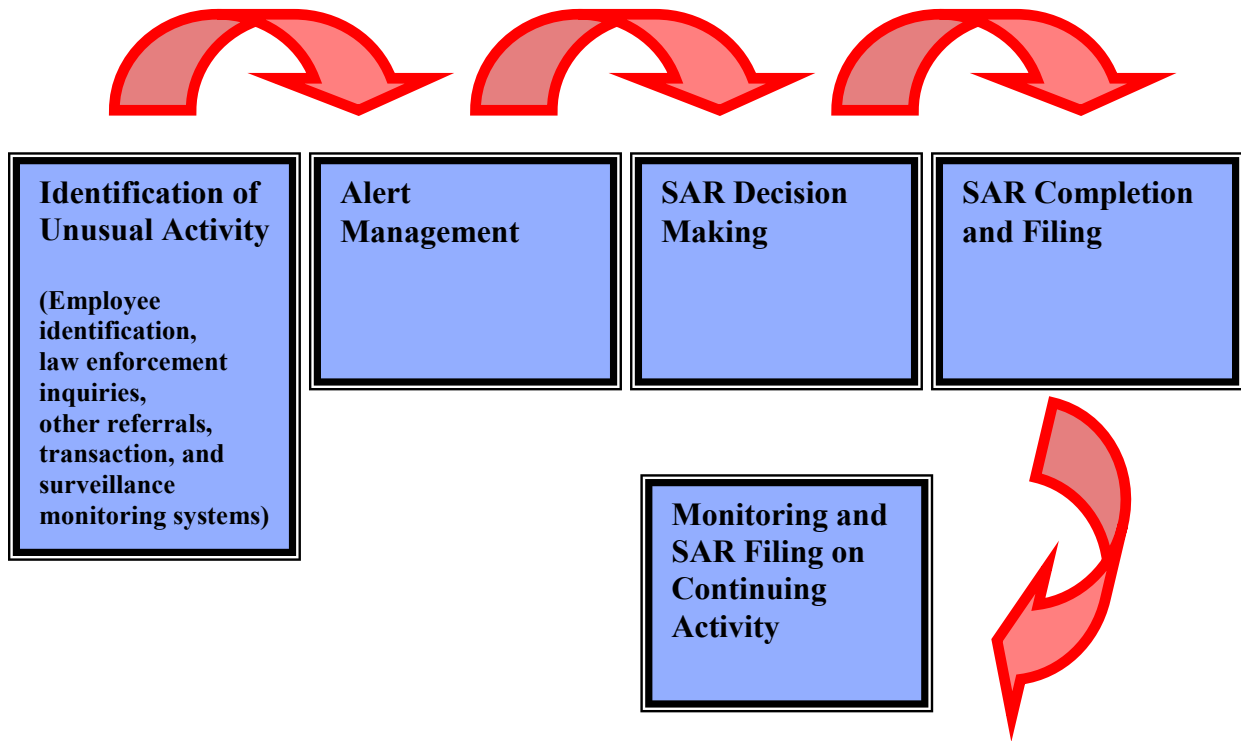 Identification of
Unusual Activity
(Employee
identification,
law enforcement
inquiries,
other referrals,
transaction, and
surveillance
monitoring systems)
Alert
Management
SAR Decision
Making
SAR Completion
and Filing
Monitoring and
SAR Filing on
Continuing
Activity